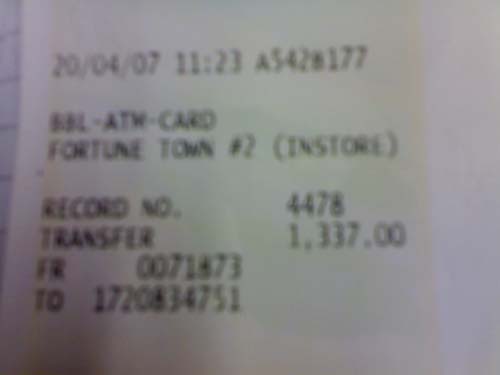 20/04/07 11:23 A542B177
BBL-ATM-CARD
FORTUNE TOWN #2 (INSTORE)
RECORD NO. 4478
TRANSFER 1,337.00
FR 0071873
TO 1720834751